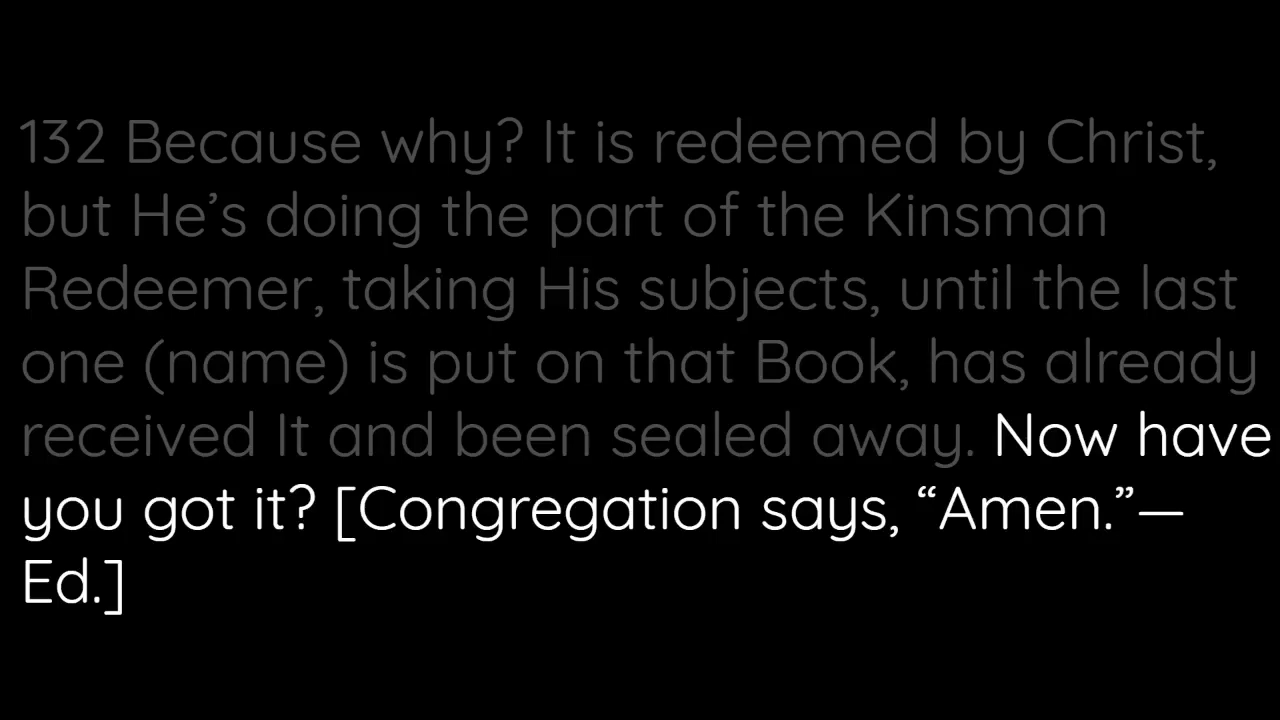 132 Because why? It is redeemed by Christ,
but He’s doing the part of the Kinsman
Redeemer, taking His subjects, until the last
one (name) is put on that Book, has already
received It and been sealed away. Now have
you got it? [Congregation says, “Amen.”—
Ed.]